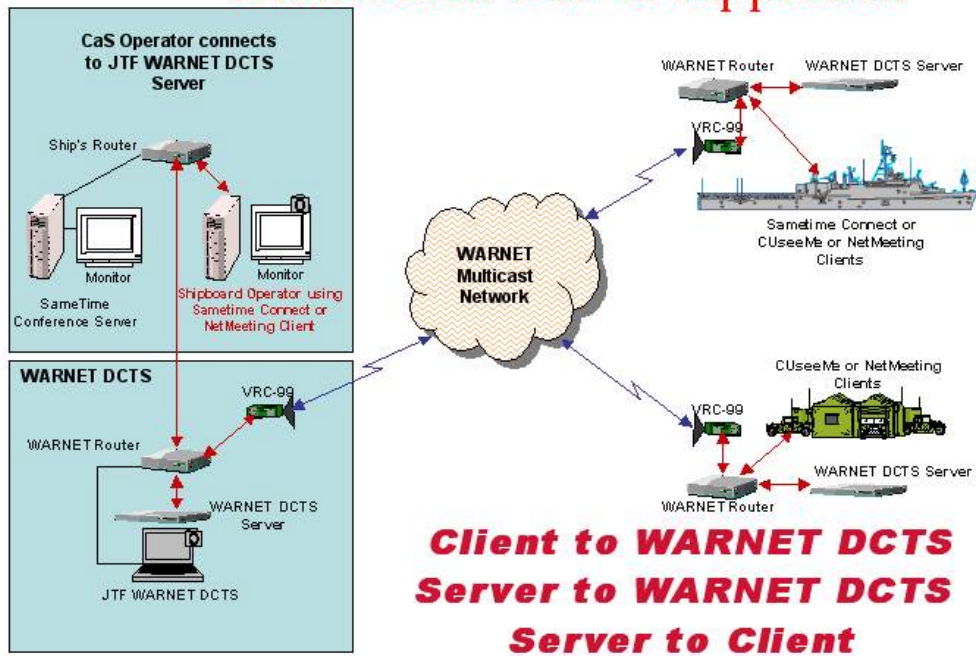 CaS Operator connects
to JTF WARNET DCTS
Server
Ship's Router
Monitor
SameTime
Conference Server
Monitor
Shipboard Operator using
Sametime Connect or
NetMeeting Client
WARNET DCTS
VRC-99
WARNET Router
WARNET DCTS
Server
JTF WARNET DCTS
WARNET
Multicast
Network
WARNET Router
WARNET DCTS Server
VRC-99
Sametime Connect or
CUseeMe or NetMeeting
Clients
CUseeMe or NetMeeting
Clients
VRC-99
WARNET DCTS Server
WARNET Router
Client to WARNET DCTS
Server to WARNET DCTS
Server to Client